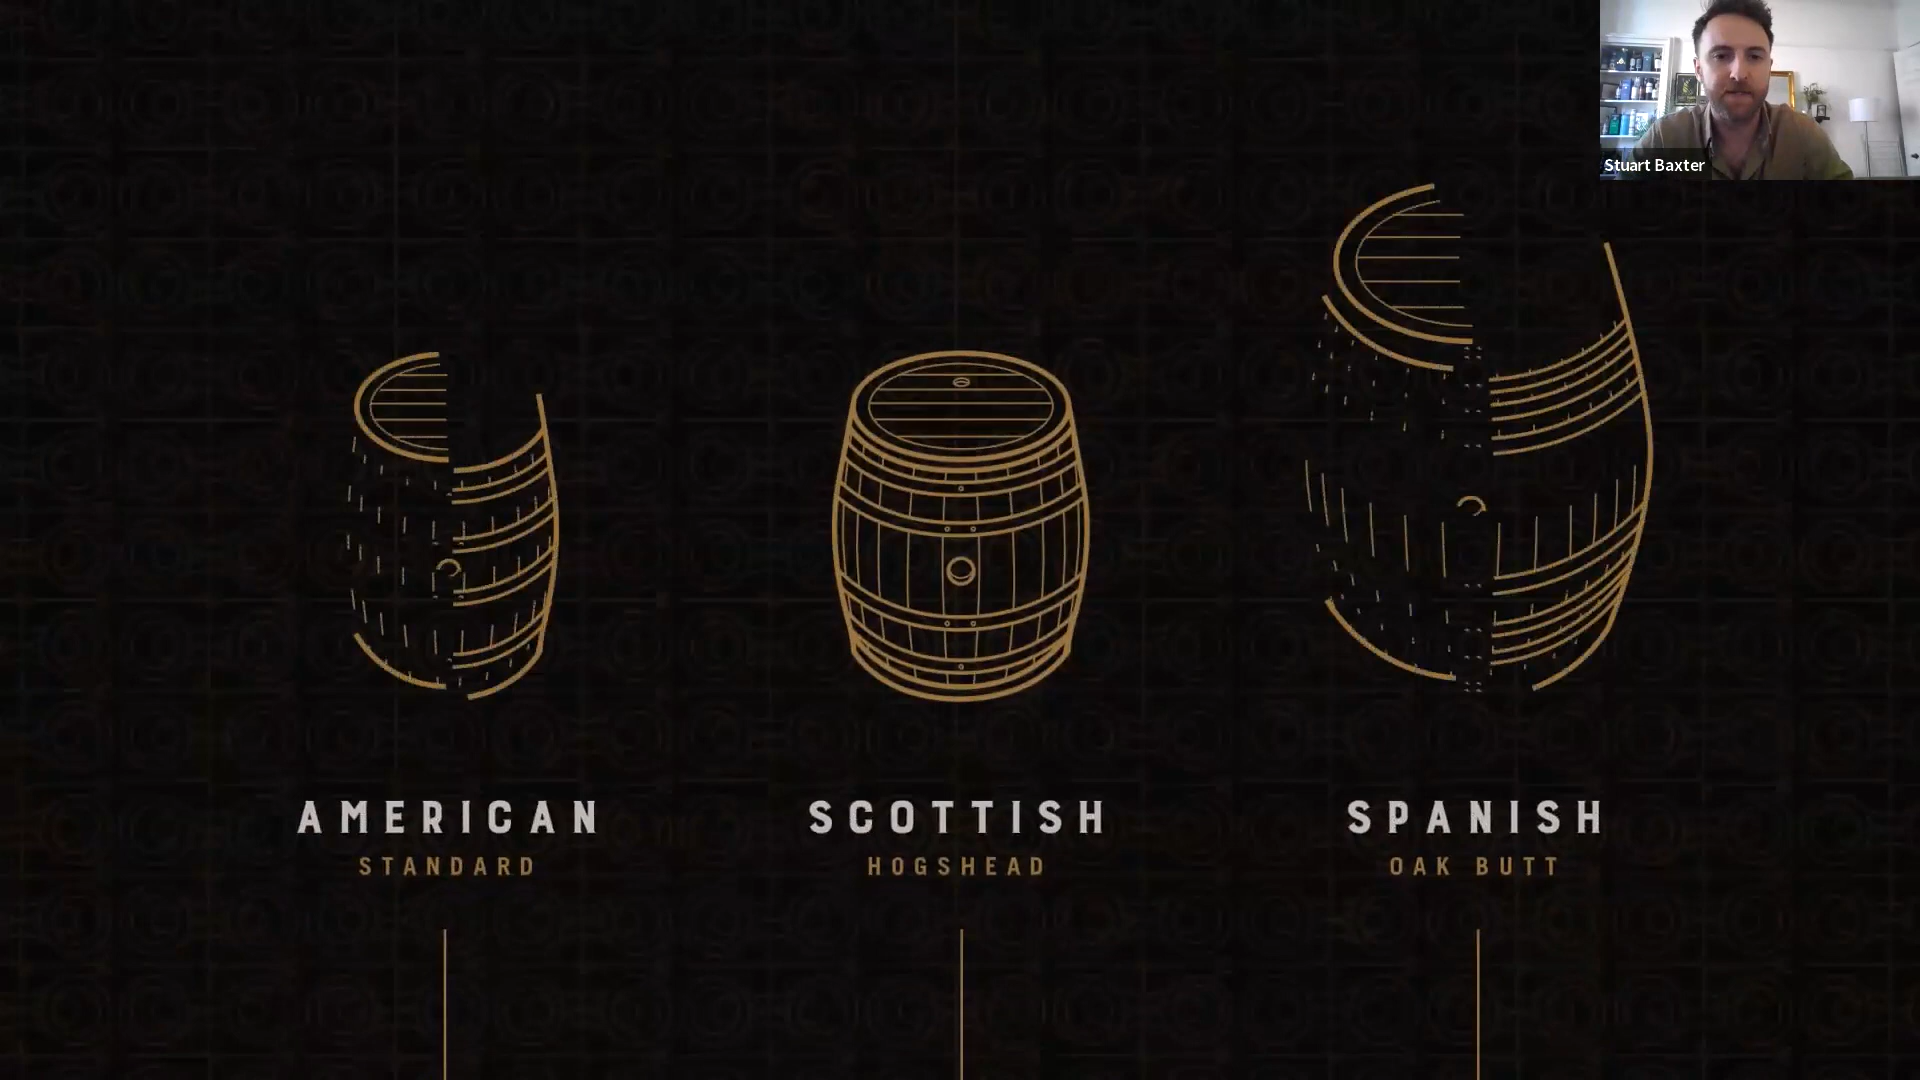 Stuart Baxter
AMERICAN
STANDARD
SCOTTISH
HOGSHEAD
SPANISH
OAK BUTT